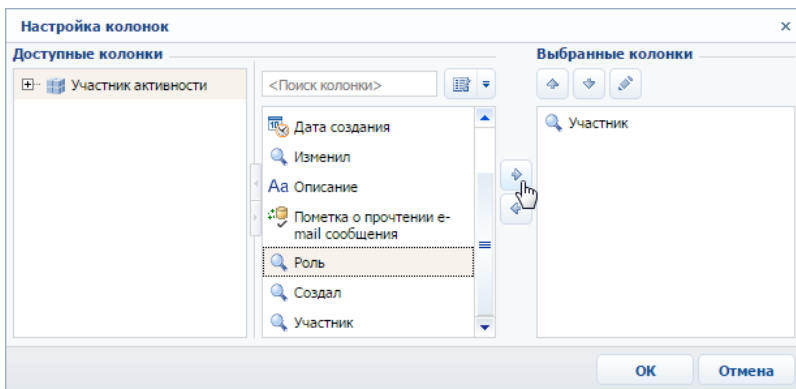 Настройка колонок
Доступные колонки
Выбранные колонки
Участник активности
<Поиск колонки>
Дата создания
Изменил
Aa Описание
Пометка о прочтении e-
mail сообщения
Роль
Создал
Участник
Участник
ОК
Отмена